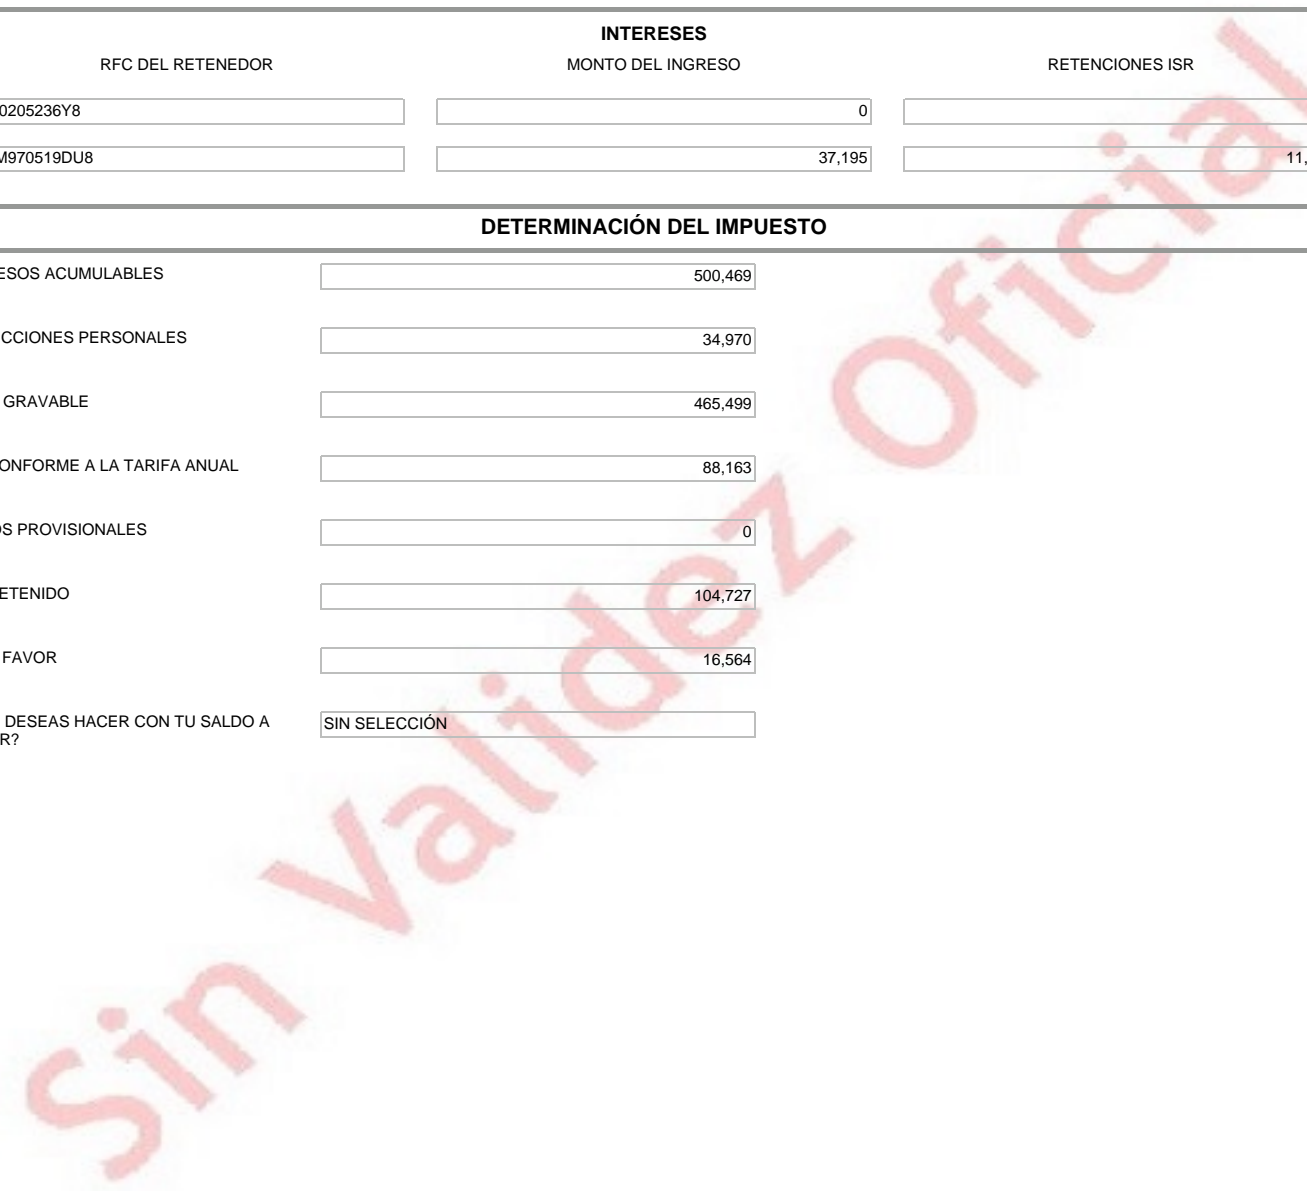 INTERESES
RFC DEL RETENEDOR MONTO DEL INGRESO RETENCIONES ISR
0205236Y8 0
M970519DU8 37,195 11,
DETERMINACIÓN DEL IMPUESTO
ESOS ACUMULABLES 500,469
CCIONES PERSONALES 34,970
GRAVABLE 465,499
ONFORME A LA TARIFA ANUAL 88,163
OS PROVISIONALES 0
ETENIDO 104,727
FAVOR 16,564
DESEAS HACER CON TU SALDO A SIN SELECCIÓN
R?
Sin Validez Oficial